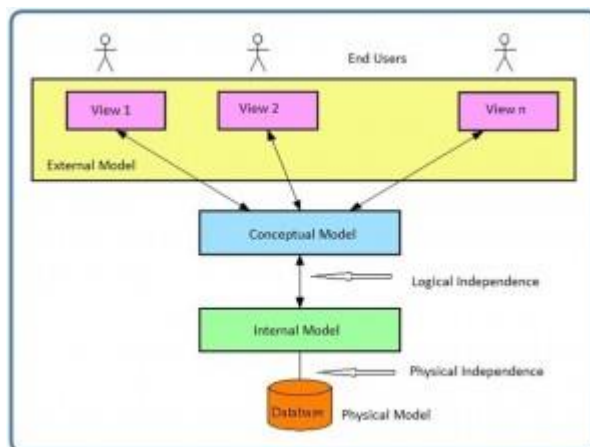 End Users
View 1
View 2
View n
External Model
Conceptual Model
Logical Independence
Internal Model
Physical Independence
Database
Physical Model